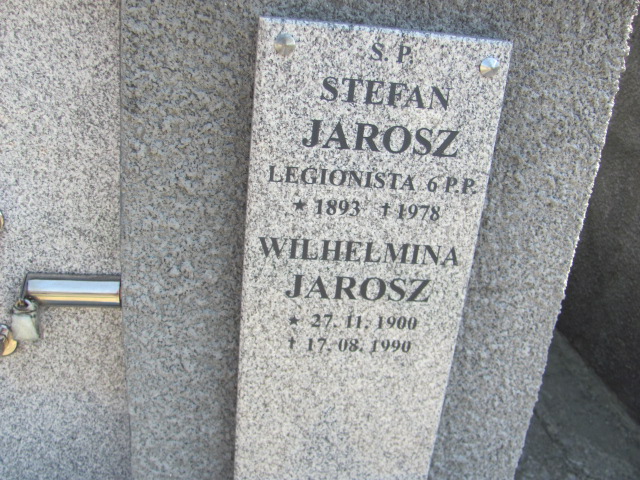 S. P.
STEFAN
JAROSZ
LEGIONISTA 6 P.P.
★ 1893 † 1978
WILHELMINA
JAROSZ
★ 27. 11. 1900
† 17. 08. 1990